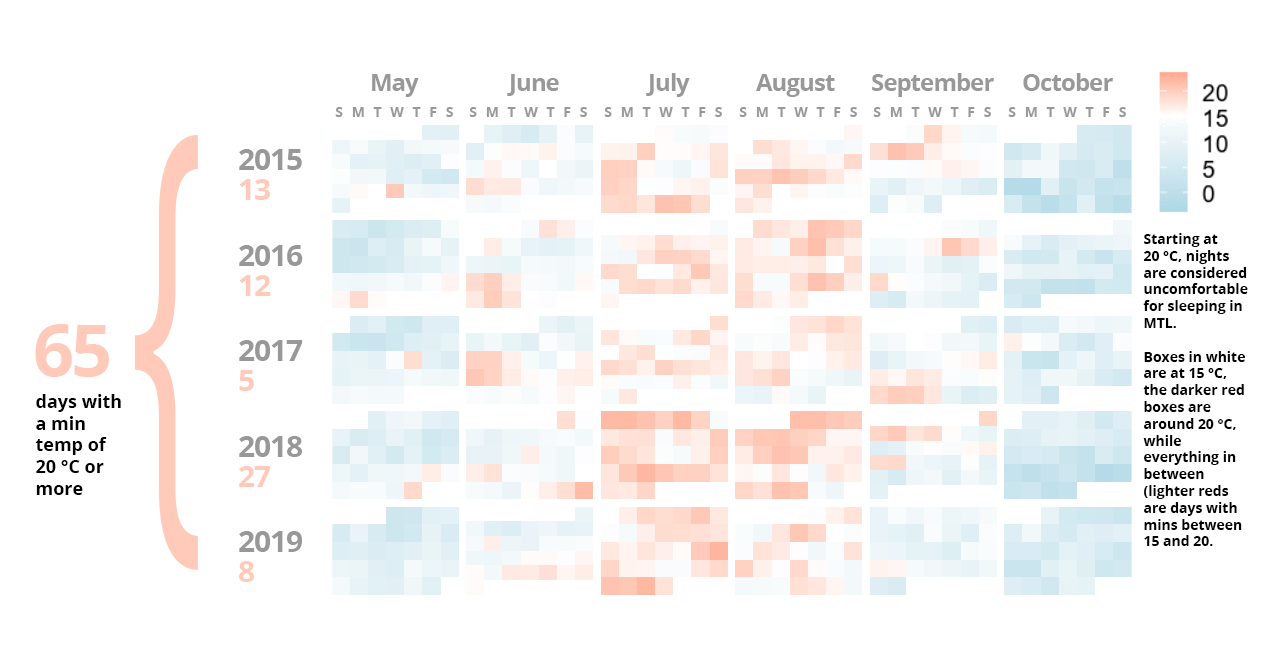 May June July August September October
S M T W T F S S M T W T F S S M T W T F S S M T W T F S S M T W T F S S M T W T F S
2015
13
2016
12
2017
5
2018
27
2019
8
65
days with
a min
temp of
20 °C or
more
20
15
10
5
0
Starting at
20 °C, nights
are considered
uncomfortable
for sleeping in
MTL.
Boxes in white
are at 15 °C,
the darker red
boxes are
around 20 °C,
while
everything in
between
(lighter reds
are days with
mins between
15 and 20.